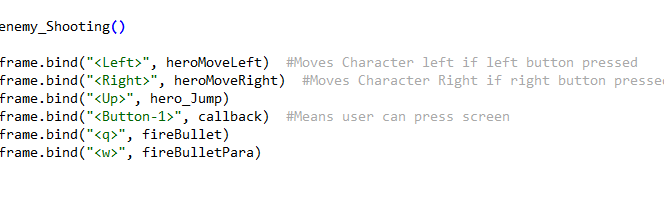 enemy_Shooting()
frame.bind("<Left>", heroMoveLeft)  #Moves Character left if left button pressed
frame.bind("<Right>", heroMoveRight)  #Moves Character Right if right button pressed
frame.bind("<Up>", hero_Jump)
frame.bind("<Button-1>", callback)  #Means user can press screen
frame.bind("<q>", fireBullet)
frame.bind("<w>", fireBulletPara)